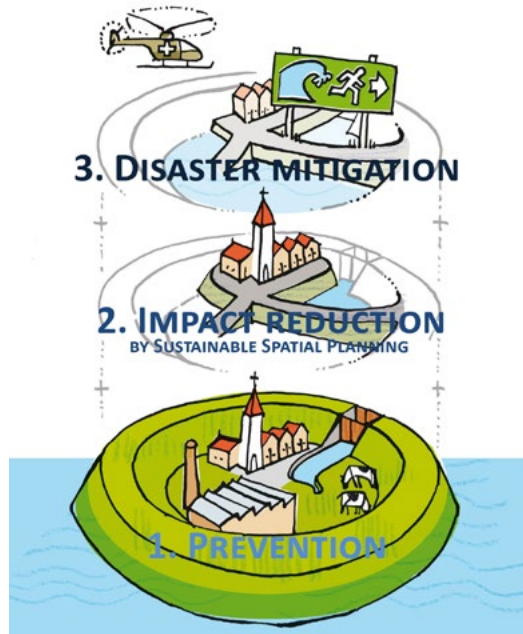 3. Disaster mitigation
2. Impact reduction
by Sustainable Spatial Planning
1. Prevention